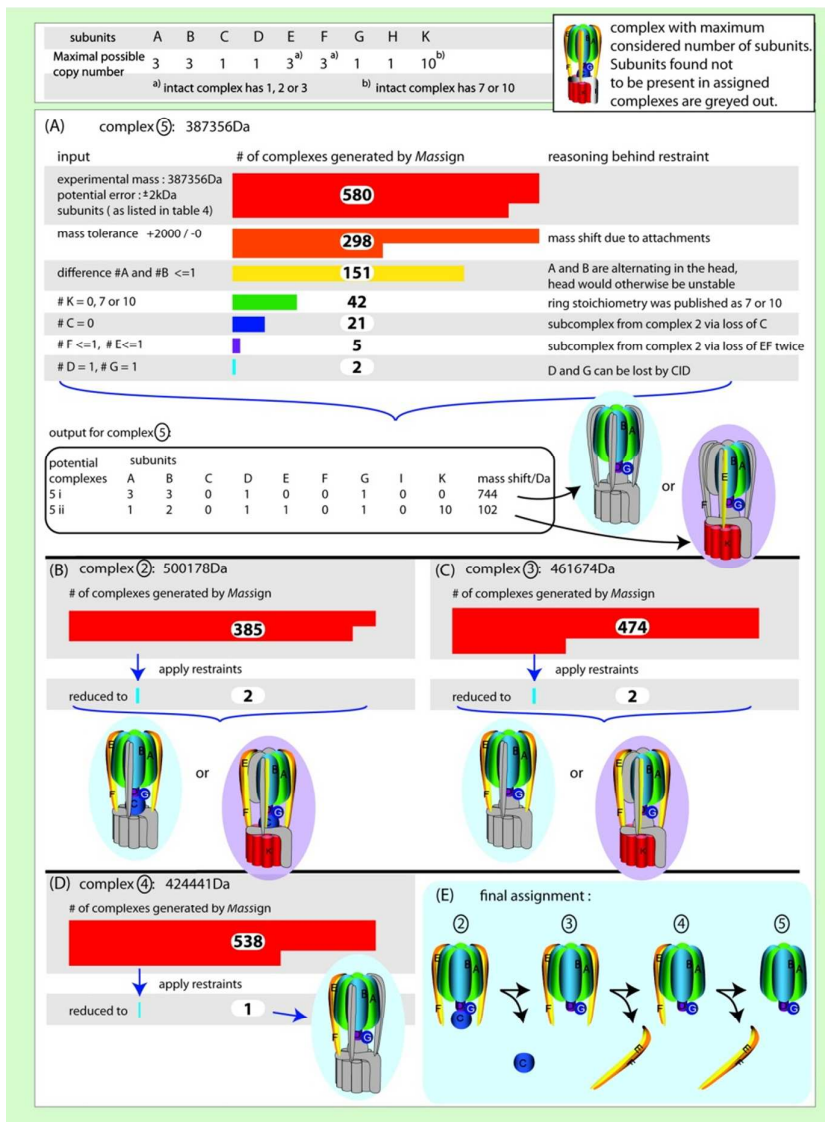 subunits A B C D E F G H K
Maximal possible copy number 3 3 1 1 3a) 3a) 1 1 10b)
a) intact complex has 1, 2 or 3 b) intact complex has 7 or 10
complex with maximum
considered number of subunits.
Subunits found not
to be present in assigned
complexes are greyed out.
(A) complex 5: 387356Da
input # of complexes generated by Massign reasoning behind restraint
experimental mass : 387356Da
potential error : ±2kDa
subunits ( as listed in table 4)
580
mass tolerance +2000 / -0 298 mass shift due to attachments
difference #A and #B <=1 151 A and B are alternating in the head,
head would otherwise be unstable
# K = 0, 7 or 10 42 ring stoichiometry was published as 7 or 10
# C = 0 21 subcomplex from complex 2 via loss of C
# F <=1, # E<=1 5 subcomplex from complex 2 via loss of EF twice
# D = 1, # G = 1 2 D and G can be lost by CID
output for complex 5:
potential complexes subunits
A B C D E F G I K mass shift/Da
5 i 3 3 0 1 0 0 1 0 0 744
5 ii 1 2 0 1 1 0 1 0 10 102
B A G
or
B A E G F K
(B) complex 2: 500178Da
# of complexes generated by Massign
385
apply restraints
reduced to 2
E B A F G C
or
E B A F G K
(C) complex 3: 461674Da
# of complexes generated by Massign
474
apply restraints
reduced to 2
E B A F G
or
E B A F G K
(D) complex 4: 424441Da
# of complexes generated by Massign
538
apply restraints
reduced to 1
E B A F G
(E) final assignment :
2 3 4 5
E B A F G C
E B A F G
E B A F G
B A G
C
E F
E F